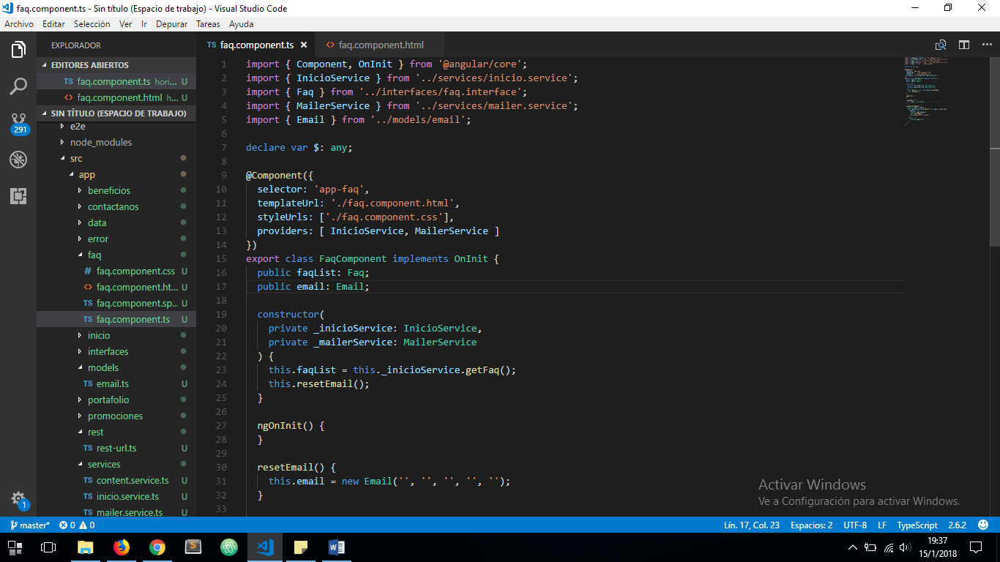 faq.component.ts - Sin título (Espacio de trabajo) - Visual Studio Code
Archivo Editar Selección Ver Ir Depurar Tareas Ayuda
EXPLORADOR
EDITORES ABIERTOS
TS faq.component.ts hori... U
<> faq.component.html h... U
SIN TÍTULO (ESPACIO DE TRABAJO)
e2e
node_modules
src
app
beneficios
contactanos
data
error
faq
# faq.component.css U
<> faq.component.ht... U
TS faq.component.sp... U
TS faq.component.ts U
inicio
interfaces
models
TS email.ts U
portafolio
promociones
rest
TS rest-url.ts U
services
TS content.service.ts U
TS inicio.service.ts U
TS mailer.service.ts U
291
1
TS faq.component.ts
<> faq.component.html
1 import { Component, OnInit } from '@angular/core';
2 import { InicioService } from '../services/inicio.service';
3 import { Faq } from '../interfaces/faq.interface';
4 import { MailerService } from '../services/mailer.service';
5 import { Email } from '../models/email';
6
7 declare var $: any;
8
9 @Component({
10   selector: 'app-faq',
11   templateUrl: './faq.component.html',
12   styleUrls: ['./faq.component.css'],
13   providers: [ InicioService, MailerService ]
14 })
15 export class FaqComponent implements OnInit {
16   public faqList: Faq;
17   public email: Email;
18
19   constructor(
20     private _inicioService: InicioService,
21     private _mailerService: MailerService
22   ) {
23     this.faqList = this._inicioService.getFaq();
24     this.resetEmail();
25   }
26
27   ngOnInit() {
28   }
29
30   resetEmail() {
31     this.email = new Email('', '', '', '', '');
32   }
33
Activar Windows
Ve a Configuración para activar Windows.
master* 0 0
Lín. 17, Col. 23 Espacios: 2 UTF-8 LF TypeScript 2.6.2
19:37
15/1/2018